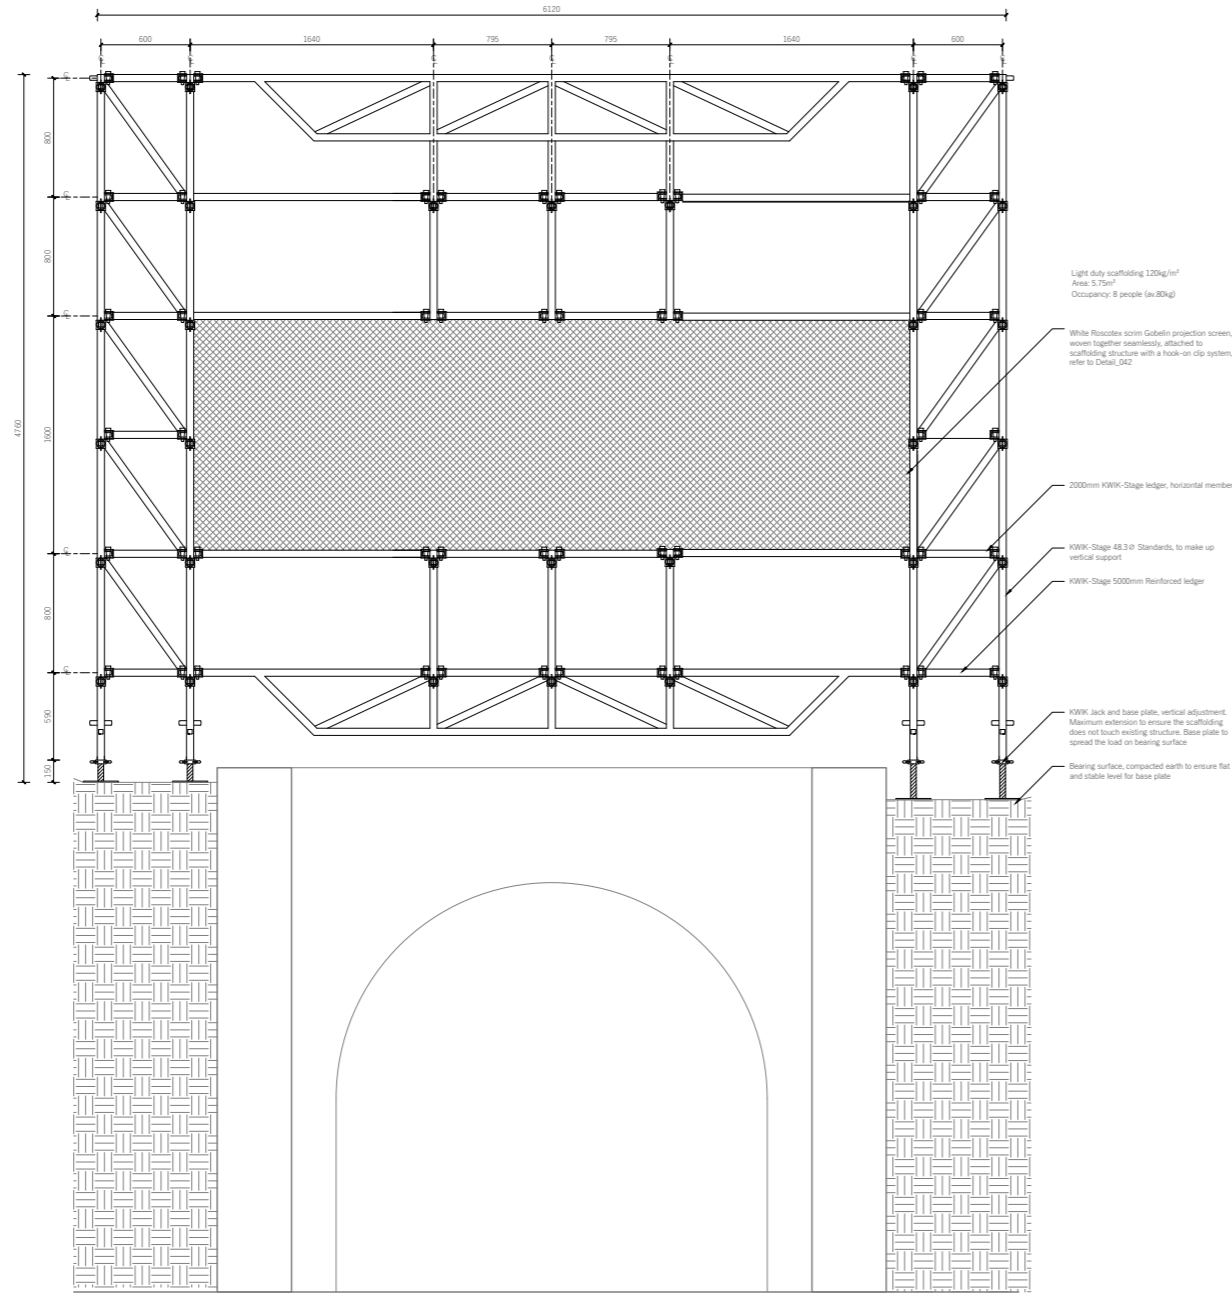 6120
600
1640
795
795
1640
600
800
800
4760
1600
800
590
150
Light duty scaffolding 120kg/m²
Area: 5.75m²
Occupancy: 8 people (av.80kg)
White Roscotex scrim Gobelin projection screen,
woven together seamlessly, attached to
scaffolding structure with a hook-on clip system,
refer to Detail_042
2000mm KWIK-Stage ledger, horizontal member
KWIK-Stage 48.3∅ Standards, to make up
vertical support
KWIK-Stage 5000mm Reinforced ledger
KWIK Jack and base plate, vertical adjustment.
Maximum extension to ensure the scaffolding
does not touch existing structure. Base plate to
spread the load on bearing surface
Bearing surface, compacted earth to ensure flat
and stable level for base plate